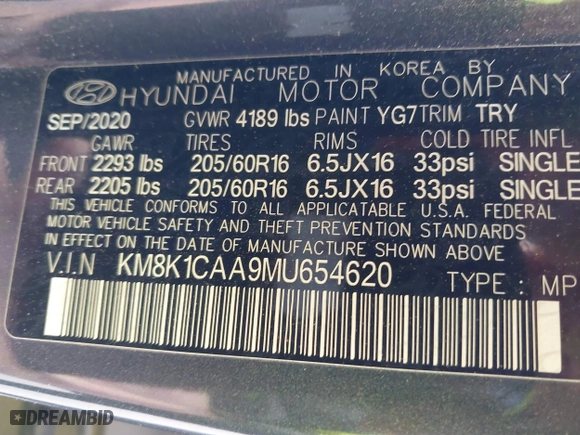 MANUFACTURED IN KOREA BY
HYUNDAI MOTOR COMPANY
SEP/2020 GVWR 4189 lbs PAINT YG7 TRIM TRY
GAWR TIRES RIMS COLD TIRE INFL
FRONT 2293 lbs 205/60R16 6.5JX16 33psi SINGLE
REAR 2205 lbs 205/60R16 6.5JX16 33psi SINGLE
THIS VEHICLE CONFORMS TO ALL APPLICATABLE U.S.A. FEDERAL
MOTOR VEHICLE SAFETY AND THEFT PREVENTION STANDARDS
IN EFFECT ON THE DATE OF MANUFACTURE SHOWN ABOVE.
V.I.N KM8K1CAA9MU654620 TYPE : MP
DREAMBID